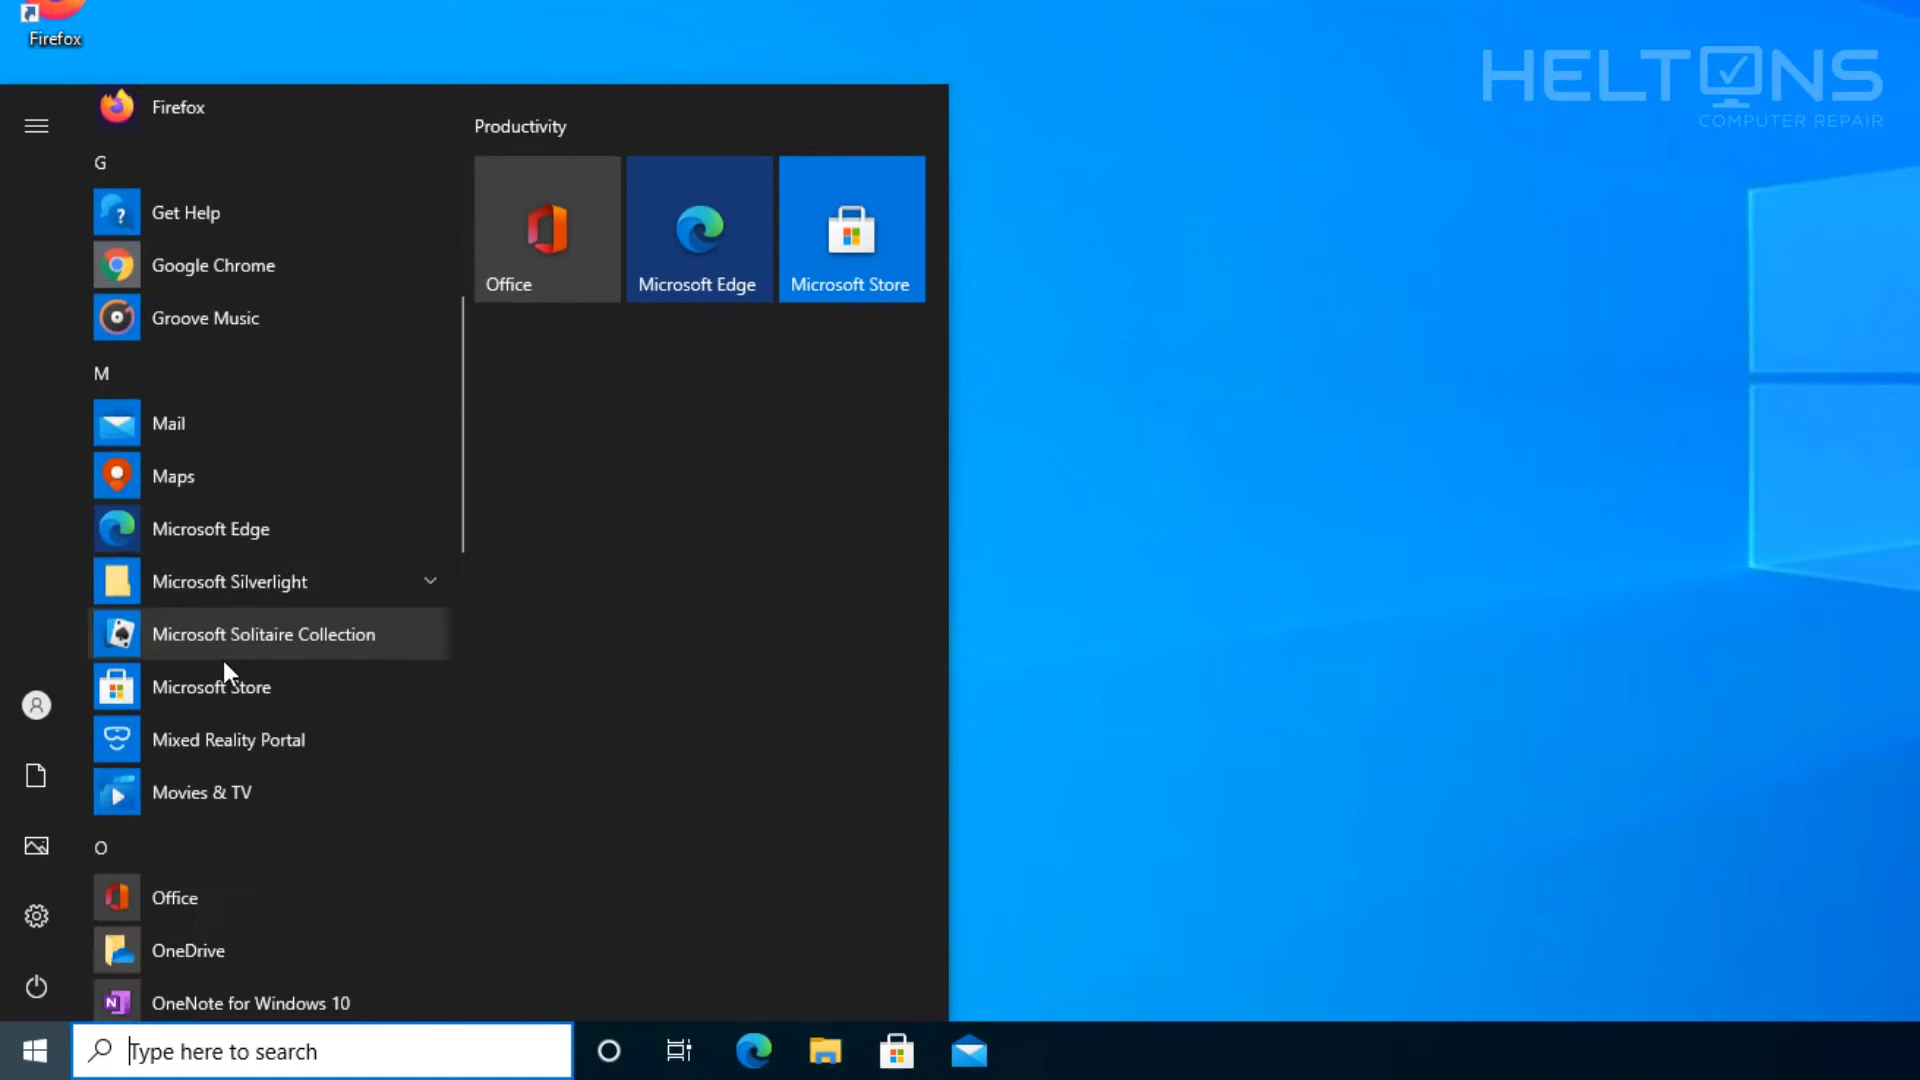 Firefox
HELTONS
COMPUTER REPAIR
Firefox
G
Get Help
Google Chrome
Groove Music
M
Mail
Maps
Microsoft Edge
Microsoft Silverlight
Microsoft Solitaire Collection
Microsoft Store
Mixed Reality Portal
Movies & TV
O
Office
OneDrive
OneNote for Windows 10
Productivity
Office
Microsoft Edge
Microsoft Store
Type here to search